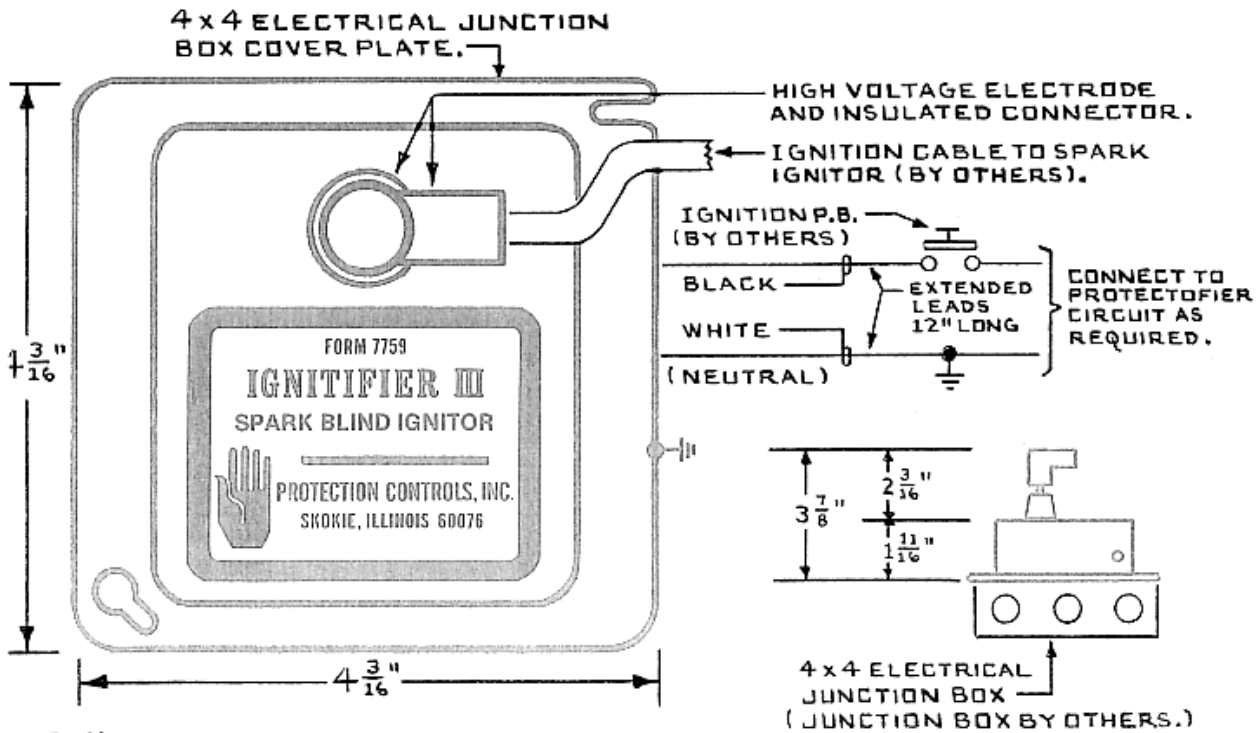 4 x 4 ELECTRICAL JUNCTION
BOX COVER PLATE.
HIGH VOLTAGE ELECTRODE
AND INSULATED CONNECTOR.
IGNITION CABLE TO SPARK
IGNITOR (BY OTHERS).
IGNITION P.B.
(BY OTHERS)
BLACK
EXTENDED
LEADS
12" LONG
WHITE
(NEUTRAL)
CONNECT TO
PROTECTOFIER
CIRCUIT AS
REQUIRED.
4 3/16"
FORM 7759
IGNITIFIER III
SPARK BLIND IGNITOR
PROTECTION CONTROLS, INC.
SKOKIE, ILLINOIS 60076
4 3/16"
3 7/8"
2 3/16"
1 11/16"
4 x 4 ELECTRICAL
JUNCTION BOX
(JUNCTION BOX BY OTHERS.)